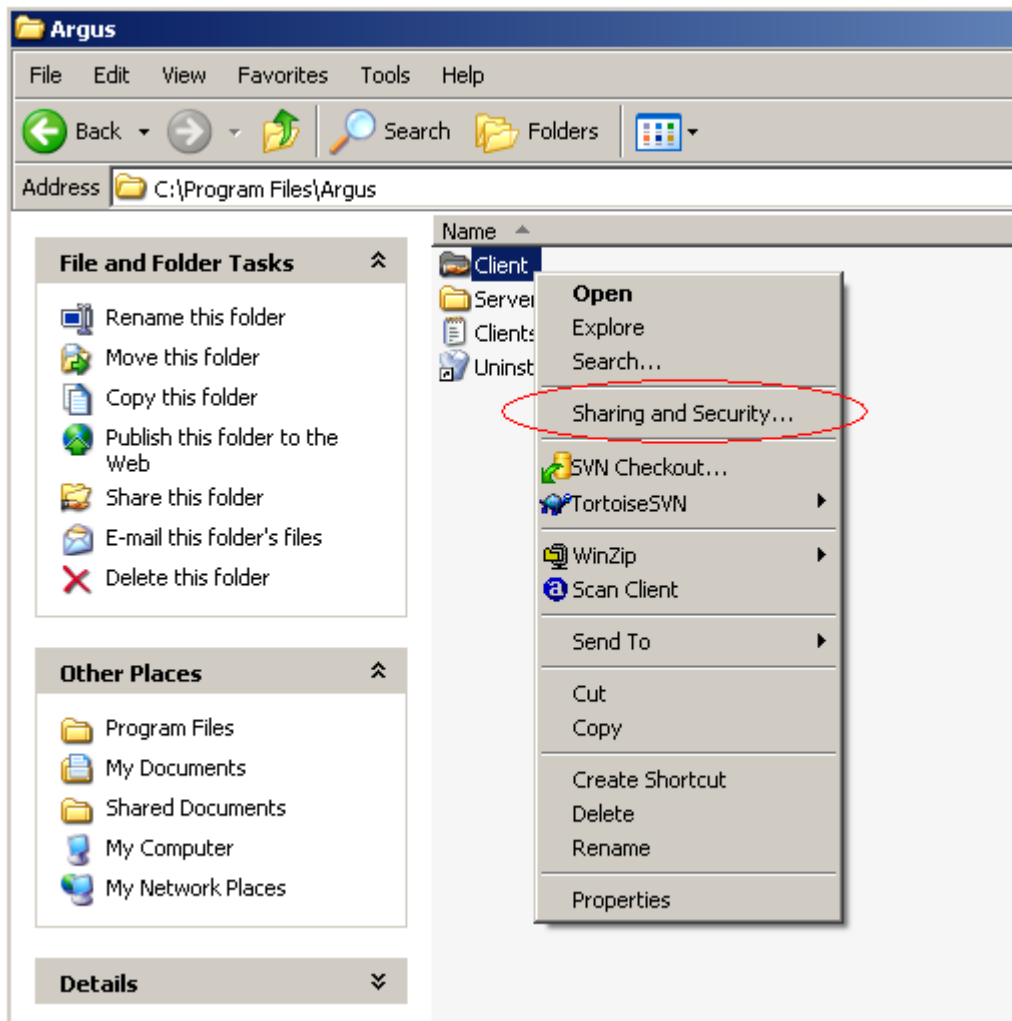 Argus
File Edit View Favorites Tools Help
Back Search Folders
Address C:\Program Files\Argus
File and Folder Tasks
Rename this folder
Move this folder
Copy this folder
Publish this folder to the
Web
Share this folder
E-mail this folder's files
Delete this folder
Other Places
Program Files
My Documents
Shared Documents
My Computer
My Network Places
Details
Name
Client
Server
Clients
Uninst
Open
Explore
Search...
Sharing and Security...
SVN Checkout...
TortoiseSVN
WinZip
Scan Client
Send To
Cut
Copy
Create Shortcut
Delete
Rename
Properties